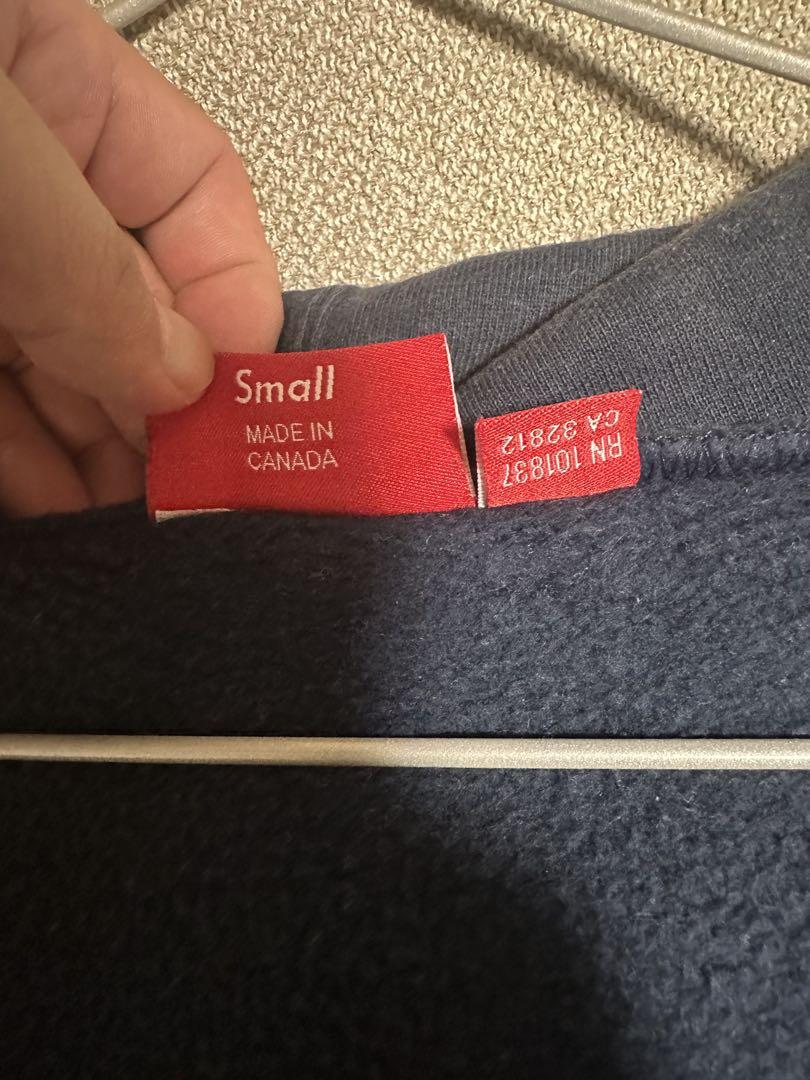 Small
MADE IN
CANADA
RN 101837
CA 32812